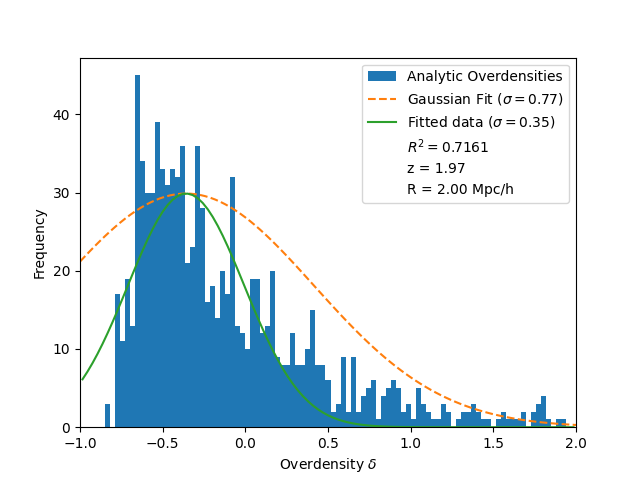 Analytic Overdensities
Gaussian Fit (σ = 0.77)
Fitted data (σ = 0.35)
R² = 0.7161
z = 1.97
R = 2.00 Mpc/h
Frequency
40
30
20
10
0
−1.0 −0.5 0.0 0.5 1.0 1.5 2.0
Overdensity δ